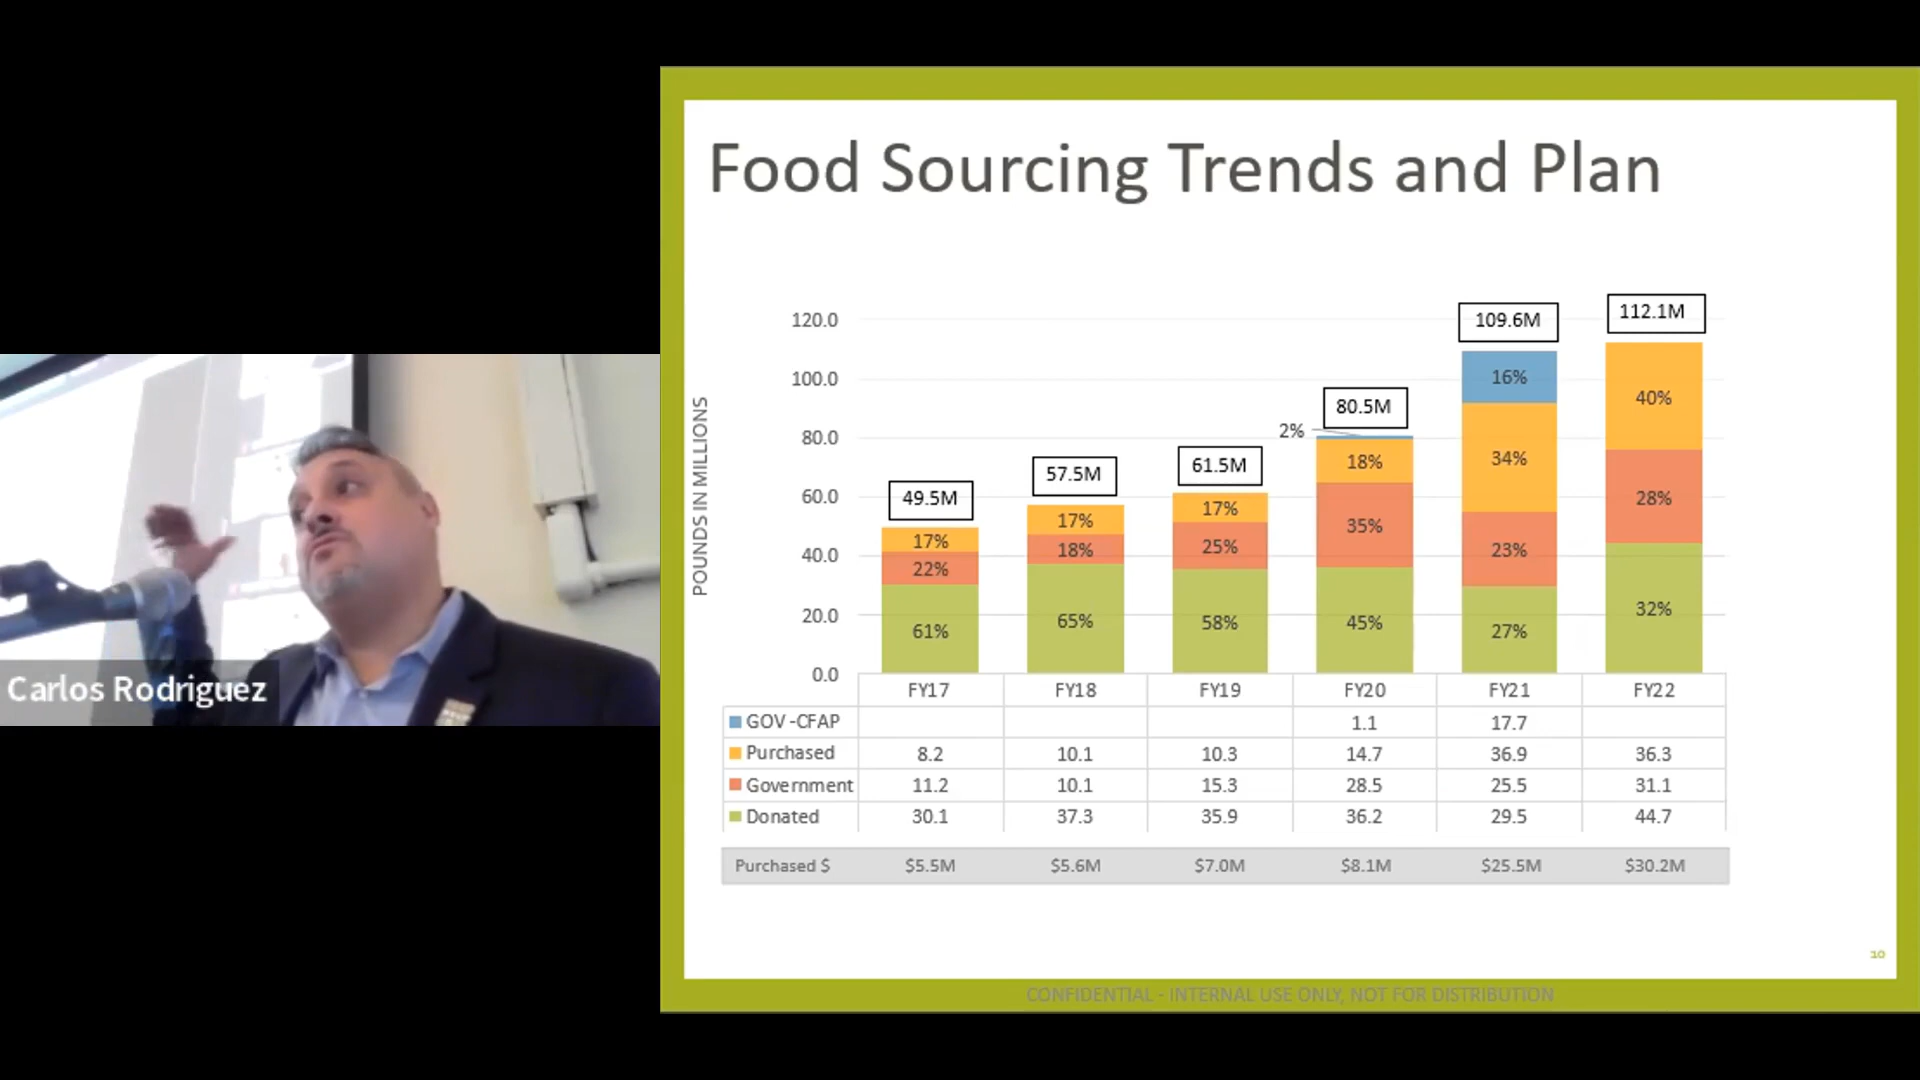 Food Sourcing Trends and Plan
POUNDS IN MILLIONS
120.0
100.0
80.0
60.0
40.0
20.0
0.0
49.5M
17%
22%
61%
57.5M
17%
18%
65%
61.5M
17%
25%
58%
80.5M
2%
18%
35%
45%
109.6M
16%
34%
23%
27%
112.1M
40%
28%
32%
FY17 FY18 FY19 FY20 FY21 FY22
GOV -CFAP 1.1 17.7
Purchased 8.2 10.1 10.3 14.7 36.9 36.3
Government 11.2 10.1 15.3 28.5 25.5 31.1
Donated 30.1 37.3 35.9 36.2 29.5 44.7
Purchased $ $5.5M $5.6M $7.0M $8.1M $25.5M $30.2M
10
CONFIDENTIAL - INTERNAL USE ONLY, NOT FOR DISTRIBUTION
Carlos Rodriguez